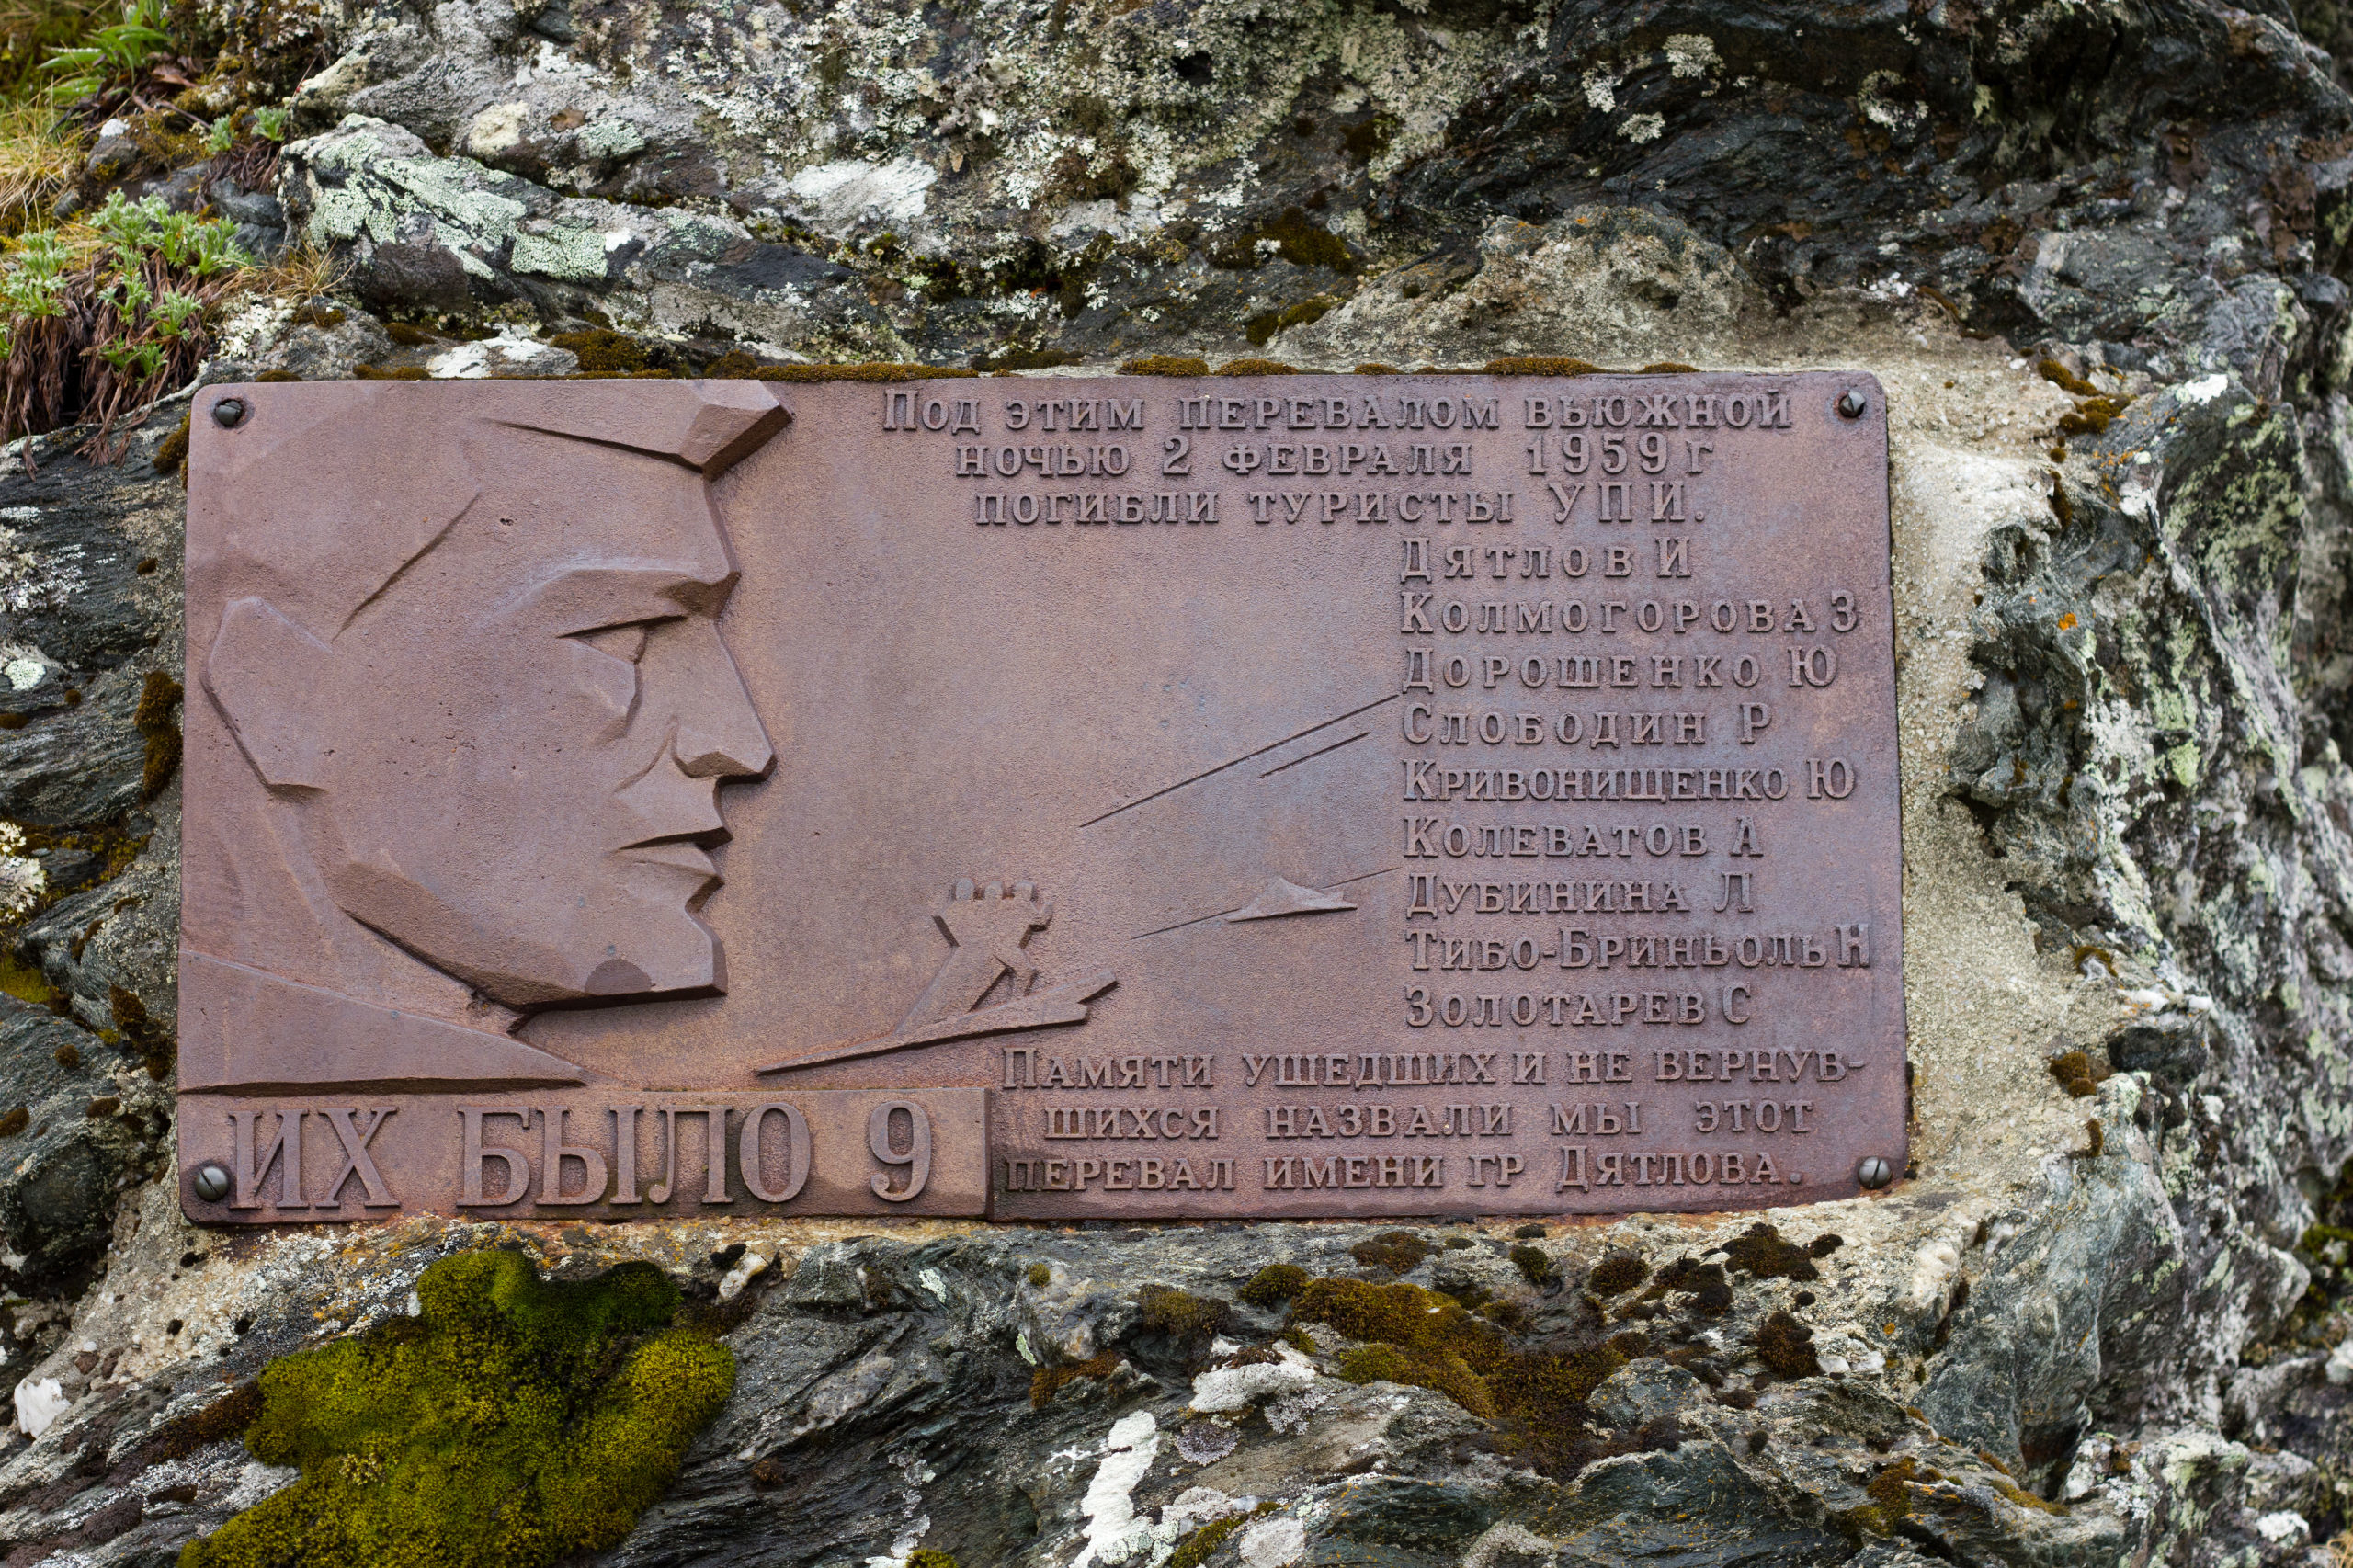 Под этим перевалом вьюжной
ночью 2 февраля 1959 г
погибли туристы УПИ.
Дятлов И
Колмогорова З
Дорошенко Ю
Слободин Р
Кривонищенко Ю
Колеватов А
Дубинина Л
Тибо-Бриньоль Н
Золотарев С
Памяти ушедших и не вернув-
шихся назвали мы этот
перевал имени гр Дятлова.
ИХ БЫЛО 9